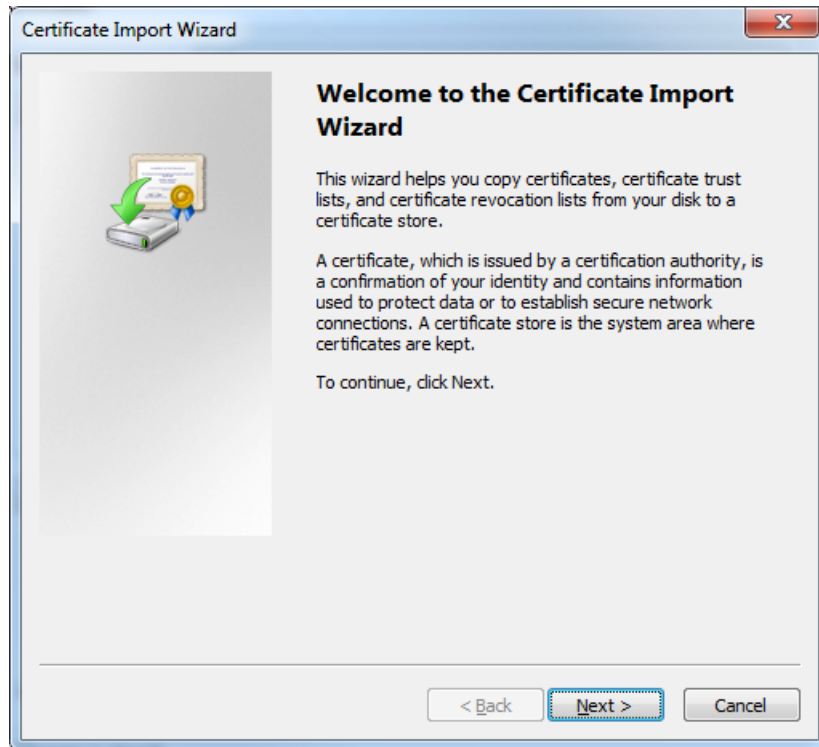 Certificate Import Wizard
Welcome to the Certificate Import
Wizard
This wizard helps you copy certificates, certificate trust
lists, and certificate revocation lists from your disk to a
certificate store.
A certificate, which is issued by a certification authority, is
a confirmation of your identity and contains information
used to protect data or to establish secure network
connections. A certificate store is the system area where
certificates are kept.
To continue, click Next.
< Back Next > Cancel